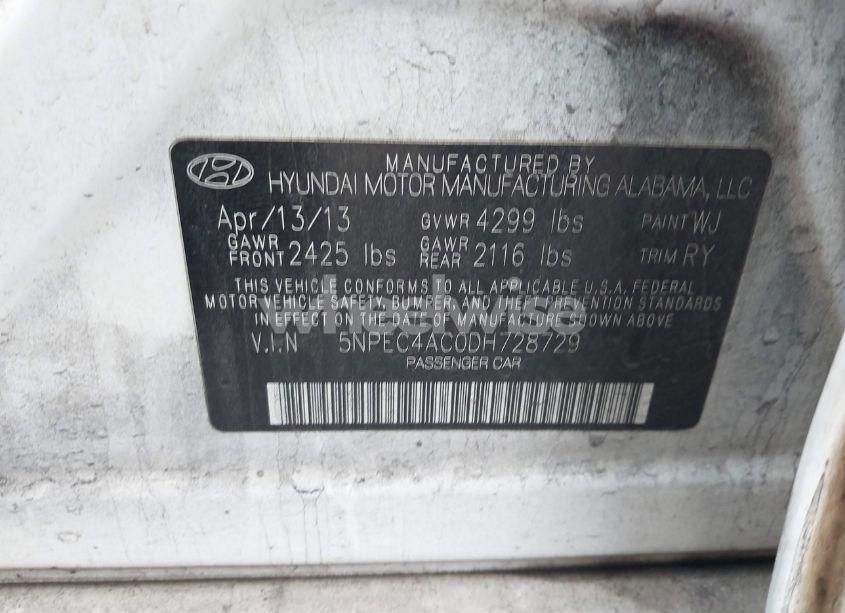 MANUFACTURED BY
HYUNDAI MOTOR MANUFACTURING ALABAMA, LLC
Apr/13/13 GVWR 4299 lbs PAINT WJ
GAWR FRONT 2425 lbs GAWR REAR 2116 lbs TRIM RY
THIS VEHICLE CONFORMS TO ALL APPLICABLE U.S.A. FEDERAL
MOTOR VEHICLE SAFETY, BUMPER, AND THEFT PREVENTION STANDARDS
IN EFFECT ON THE DATE OF MANUFACTURE SHOWN ABOVE
wheelwise
V.I.N 5NPEC4AC0DH728729
PASSENGER CAR